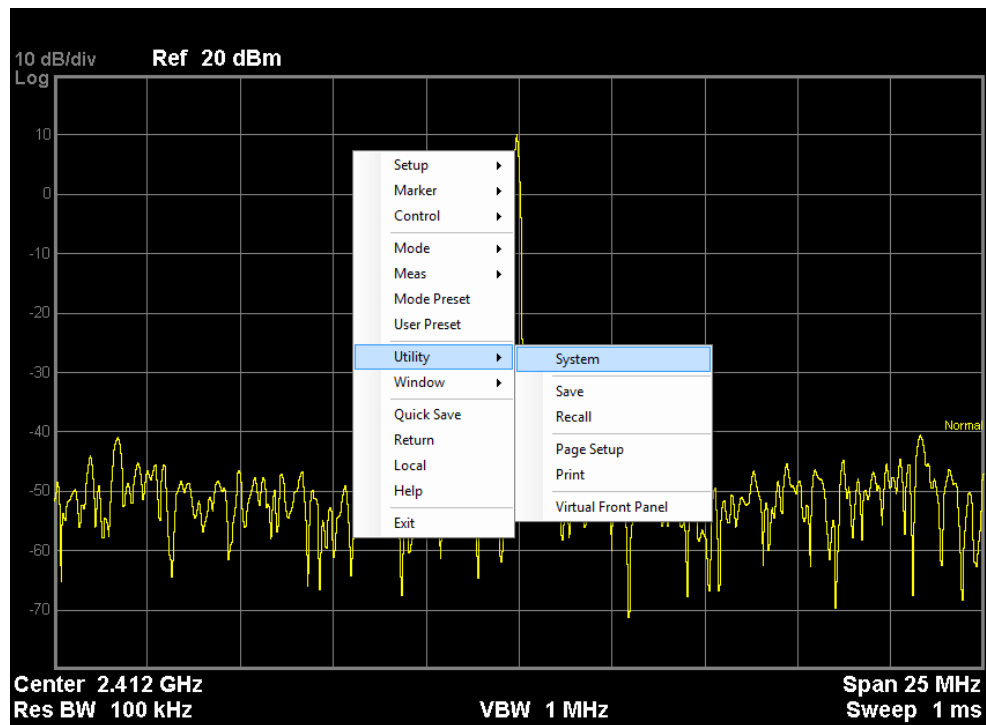 10 dB/div Ref 20 dBm
Log
10
0
-10
-20
-30
-40
-50
-60
-70
Normal
Setup
Marker
Control
Mode
Meas
Mode Preset
User Preset
Utility
Window
Quick Save
Return
Local
Help
Exit
System
Save
Recall
Page Setup
Print
Virtual Front Panel
Center 2.412 GHz Span 25 MHz
Res BW 100 kHz VBW 1 MHz Sweep 1 ms